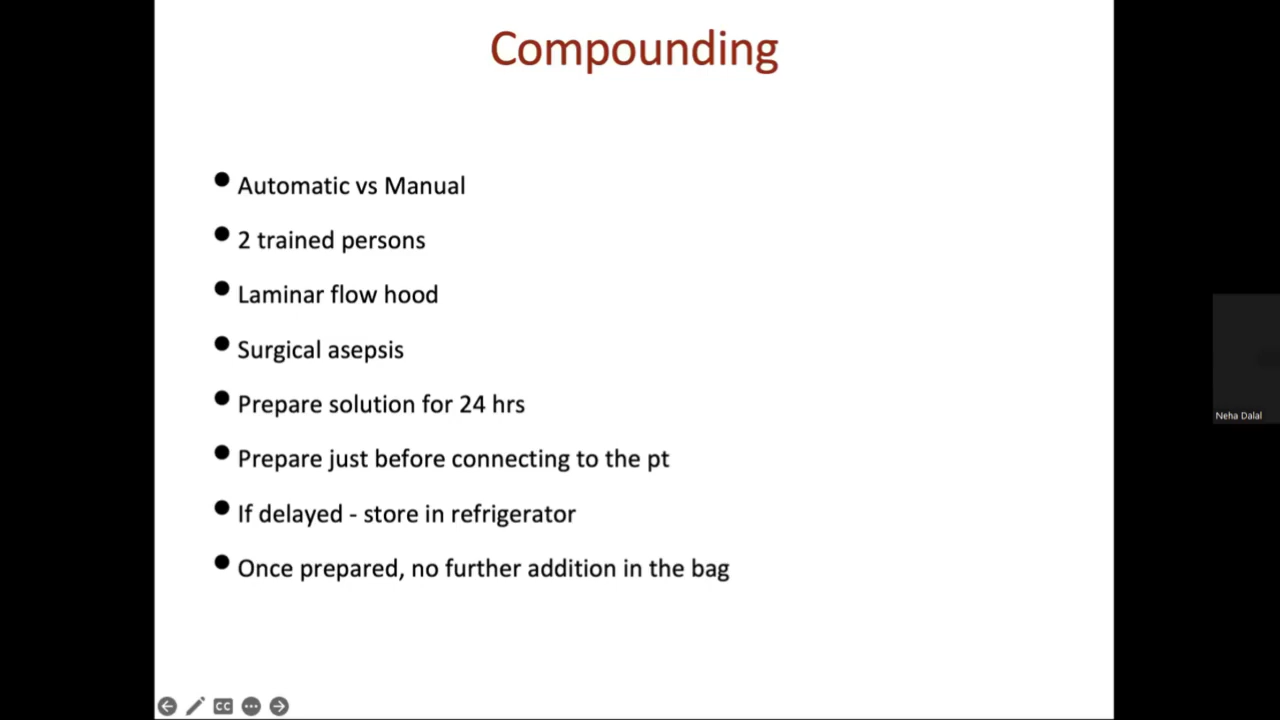 Compounding
● Automatic vs Manual
● 2 trained persons
● Laminar flow hood
● Surgical asepsis
● Prepare solution for 24 hrs
● Prepare just before connecting to the pt
● If delayed - store in refrigerator
● Once prepared, no further addition in the bag
Neha Dalal
CC